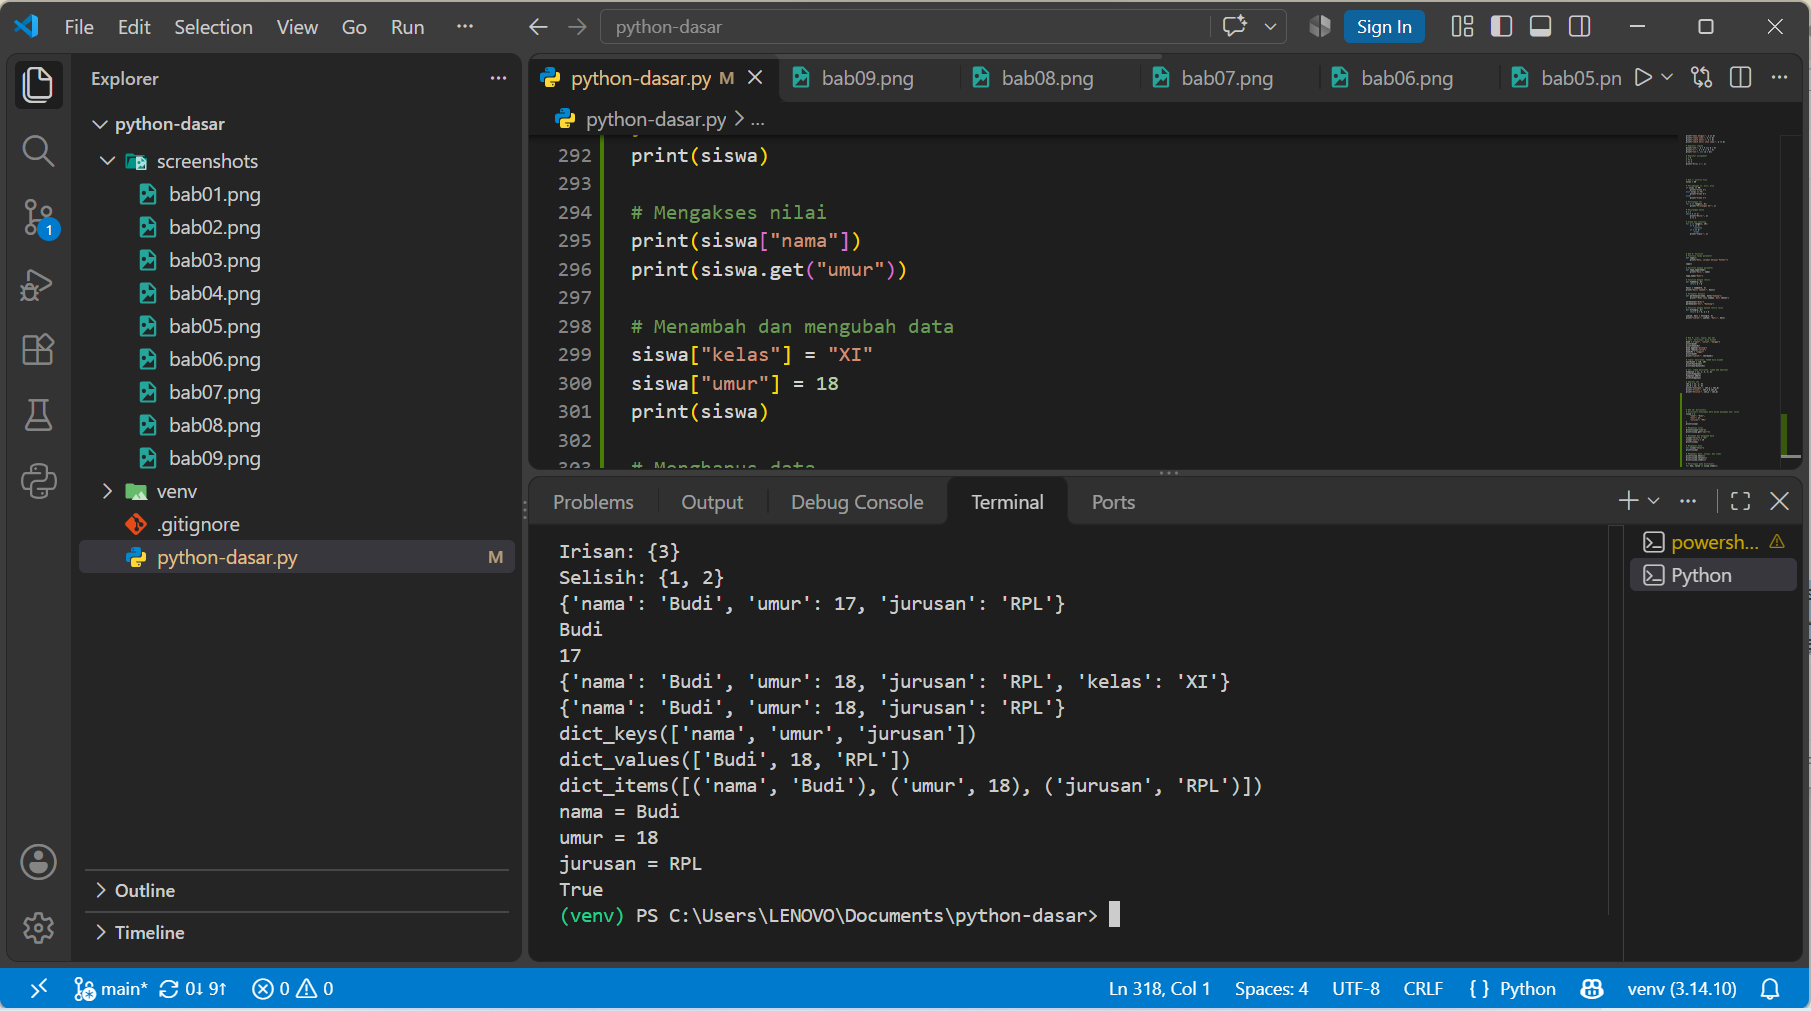 File Edit Selection View Go Run ··· python-dasar Sign In
Explorer ···
python-dasar
screenshots
bab01.png
bab02.png
bab03.png
bab04.png
bab05.png
bab06.png
bab07.png
bab08.png
bab09.png
venv
.gitignore
python-dasar.py M
Outline
Timeline
1
python-dasar.py M bab09.png bab08.png bab07.png bab06.png bab05.pn
python-dasar.py > ...
292 print(siswa)
293
294 # Mengakses nilai
295 print(siswa["nama"])
296 print(siswa.get("umur"))
297
298 # Menambah dan mengubah data
299 siswa["kelas"] = "XI"
300 siswa["umur"] = 18
301 print(siswa)
302
303 # Menghapus data
Problems Output Debug Console Terminal Ports
Irisan: {3}
Selisih: {1, 2}
{'nama': 'Budi', 'umur': 17, 'jurusan': 'RPL'}
Budi
17
{'nama': 'Budi', 'umur': 18, 'jurusan': 'RPL', 'kelas': 'XI'}
{'nama': 'Budi', 'umur': 18, 'jurusan': 'RPL'}
dict_keys(['nama', 'umur', 'jurusan'])
dict_values(['Budi', 18, 'RPL'])
dict_items([('nama', 'Budi'), ('umur', 18), ('jurusan', 'RPL')])
nama = Budi
umur = 18
jurusan = RPL
True
(venv) PS C:\Users\LENOVO\Documents\python-dasar>
powersh...
Python
main* 0↓ 9↑ 0 0 Ln 318, Col 1 Spaces: 4 UTF-8 CRLF { } Python venv (3.14.10)